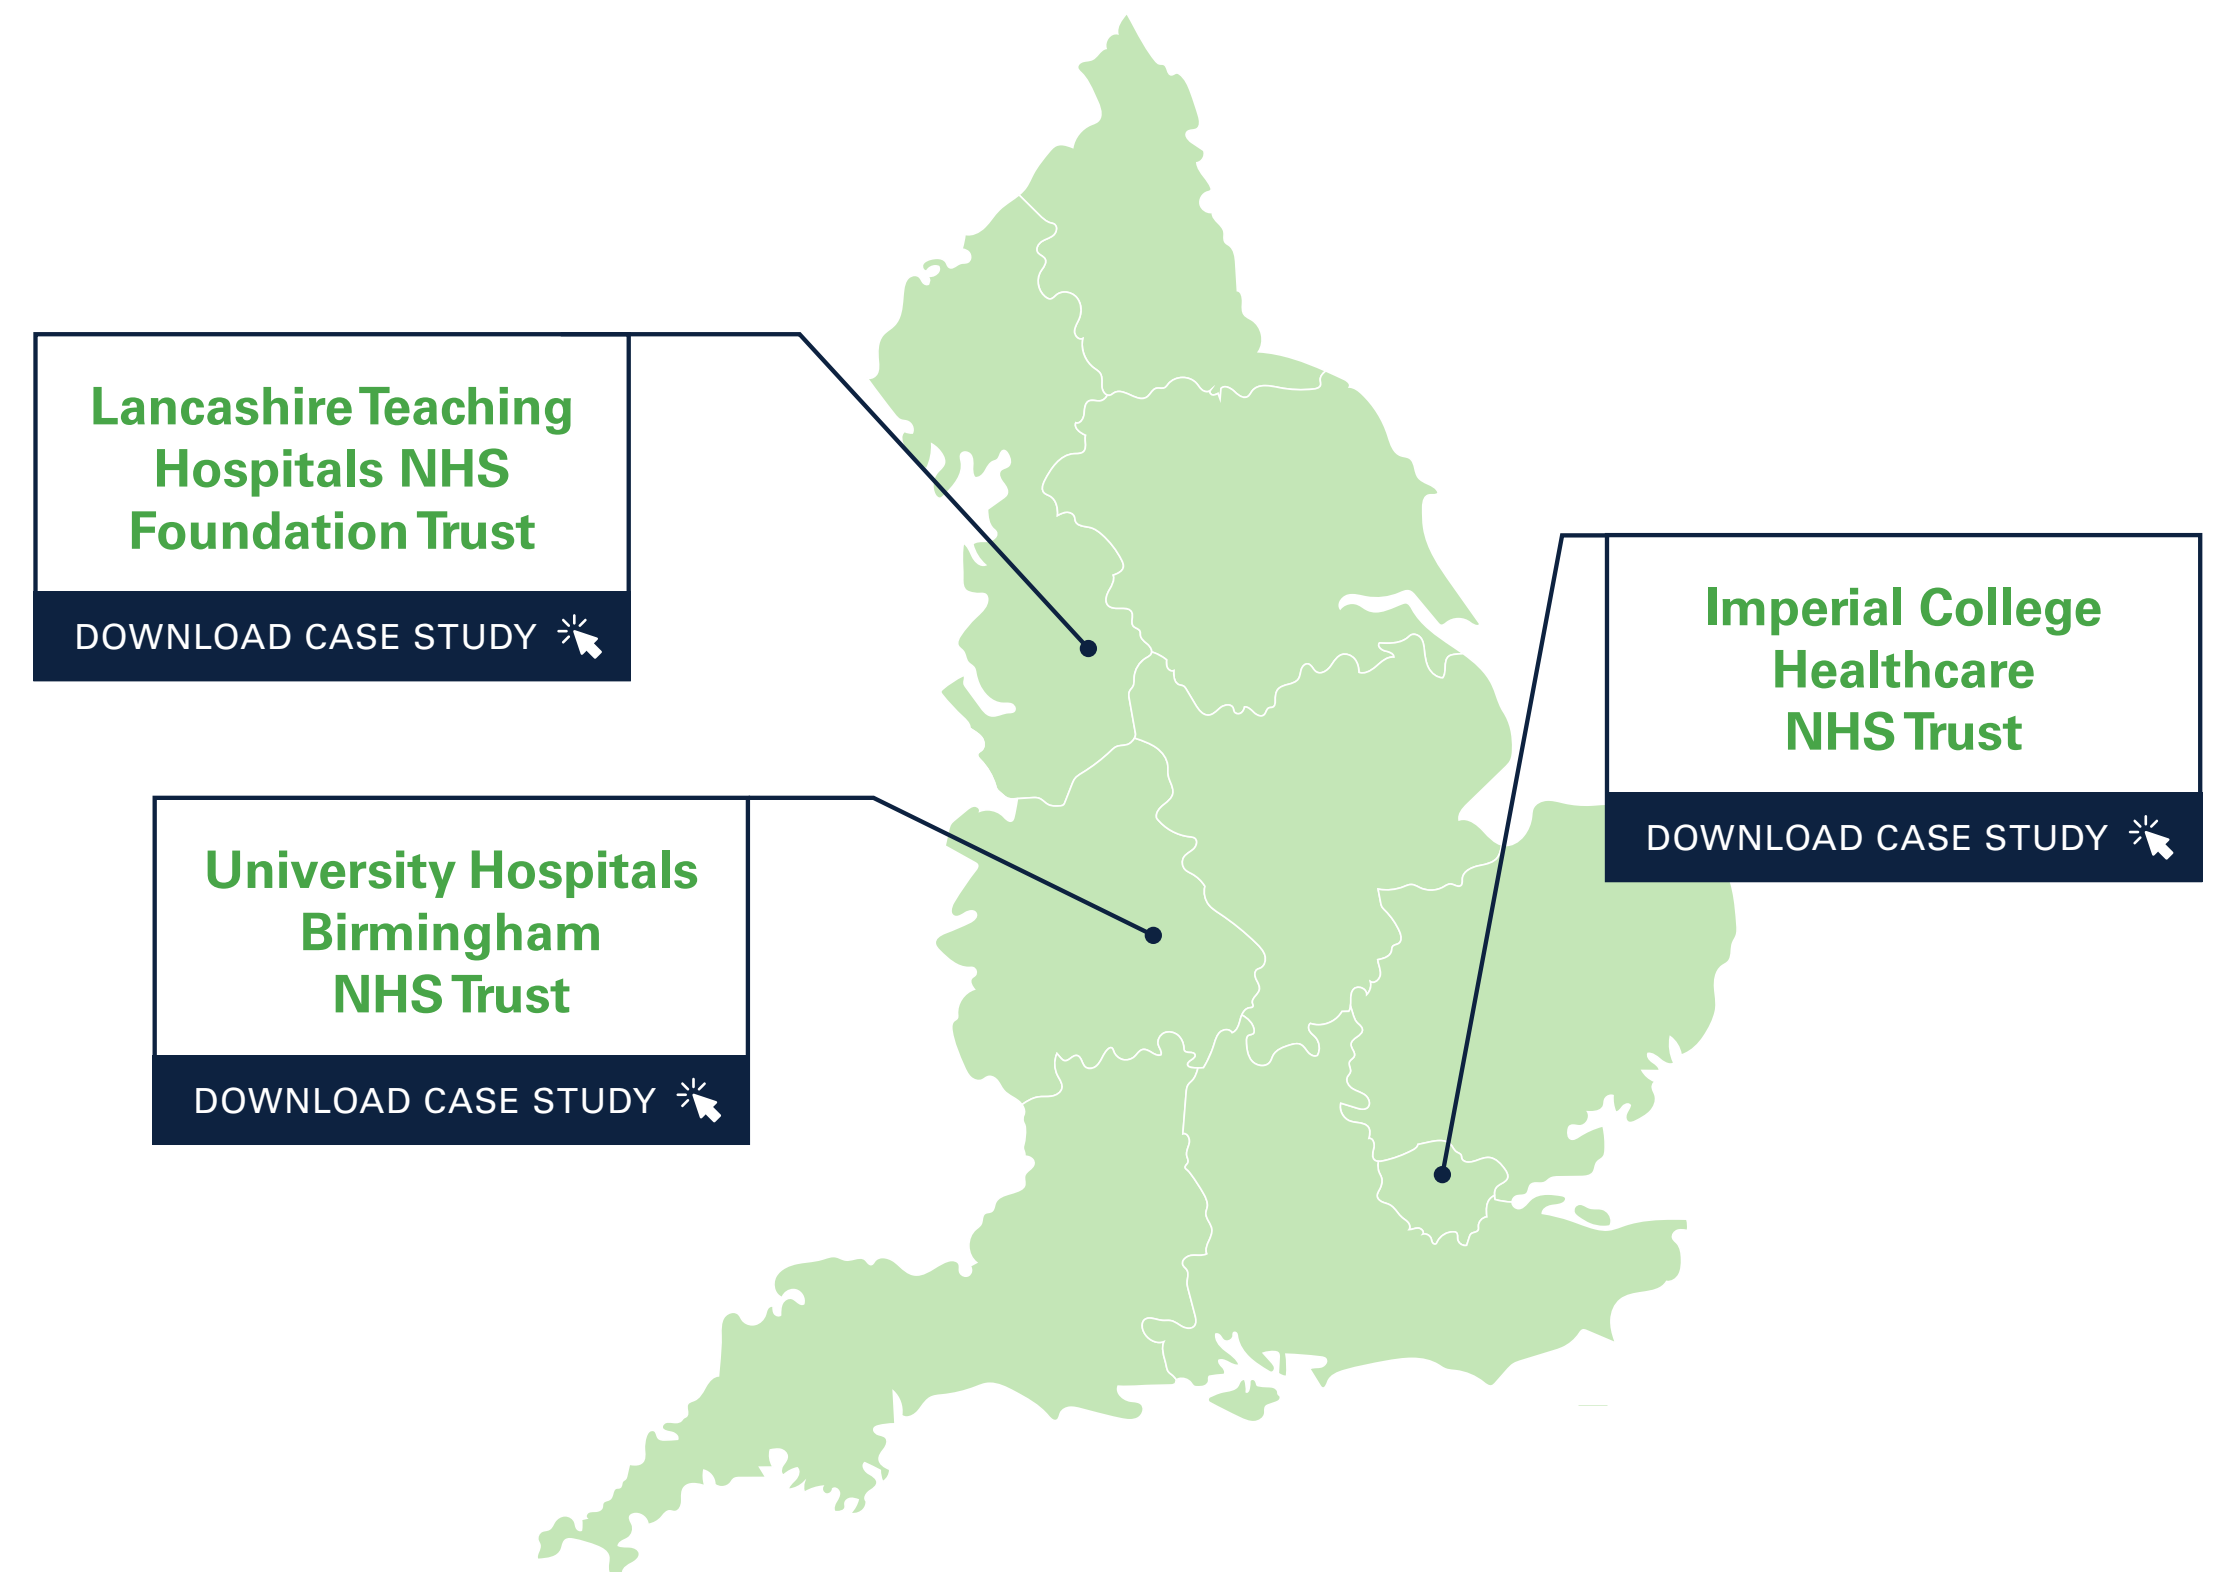 Lancashire Teaching
Hospitals NHS
Foundation Trust
DOWNLOAD CASE STUDY
Imperial College
Healthcare
NHS Trust
DOWNLOAD CASE STUDY
University Hospitals
Birmingham
NHS Trust
DOWNLOAD CASE STUDY